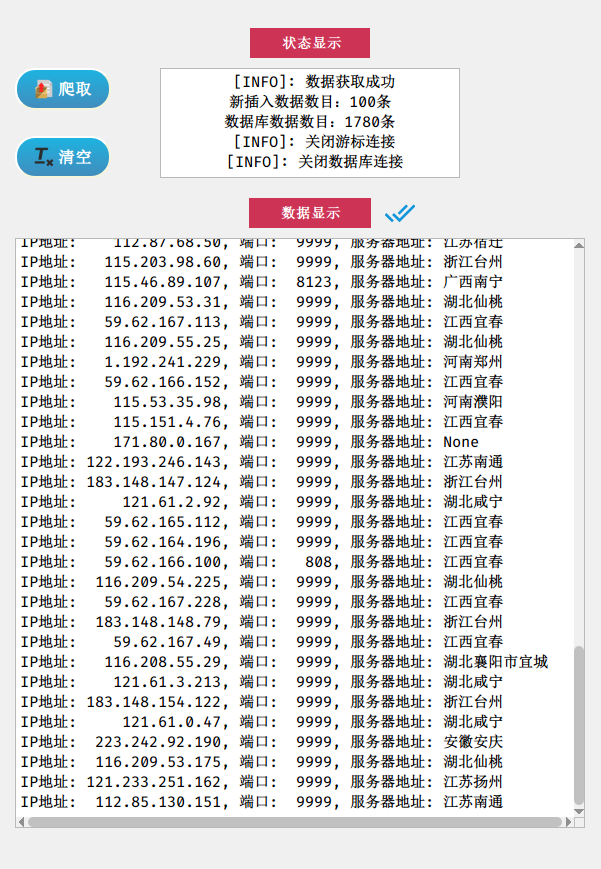 状态显示
爬取
[INFO]: 数据获取成功
新插入数据数目：100条
数据库数据数目：1780条
清空
[INFO]: 关闭游标连接
[INFO]: 关闭数据库连接
数据显示
IP地址: 112.87.68.50, 端口: 9999, 服务器地址: 江苏宿迁
IP地址: 115.203.98.60, 端口: 9999, 服务器地址: 浙江台州
IP地址: 115.46.89.107, 端口: 8123, 服务器地址: 广西南宁
IP地址: 116.209.53.31, 端口: 9999, 服务器地址: 湖北仙桃
IP地址: 59.62.167.113, 端口: 9999, 服务器地址: 江西宜春
IP地址: 116.209.55.25, 端口: 9999, 服务器地址: 湖北仙桃
IP地址: 1.192.241.229, 端口: 9999, 服务器地址: 河南郑州
IP地址: 59.62.166.152, 端口: 9999, 服务器地址: 江西宜春
IP地址: 115.53.35.98, 端口: 9999, 服务器地址: 河南濮阳
IP地址: 115.151.4.76, 端口: 9999, 服务器地址: 江西宜春
IP地址: 171.80.0.167, 端口: 9999, 服务器地址: None
IP地址: 122.193.246.143, 端口: 9999, 服务器地址: 江苏南通
IP地址: 183.148.147.124, 端口: 9999, 服务器地址: 浙江台州
IP地址: 121.61.2.92, 端口: 9999, 服务器地址: 湖北咸宁
IP地址: 59.62.165.112, 端口: 9999, 服务器地址: 江西宜春
IP地址: 59.62.164.196, 端口: 9999, 服务器地址: 江西宜春
IP地址: 59.62.166.100, 端口: 808, 服务器地址: 江西宜春
IP地址: 116.209.54.225, 端口: 9999, 服务器地址: 湖北仙桃
IP地址: 59.62.167.228, 端口: 9999, 服务器地址: 江西宜春
IP地址: 183.148.148.79, 端口: 9999, 服务器地址: 浙江台州
IP地址: 59.62.167.49, 端口: 9999, 服务器地址: 江西宜春
IP地址: 116.208.55.29, 端口: 9999, 服务器地址: 湖北襄阳市宜城
IP地址: 121.61.3.213, 端口: 9999, 服务器地址: 湖北咸宁
IP地址: 183.148.154.122, 端口: 9999, 服务器地址: 浙江台州
IP地址: 121.61.0.47, 端口: 9999, 服务器地址: 湖北咸宁
IP地址: 223.242.92.190, 端口: 9999, 服务器地址: 安徽安庆
IP地址: 116.209.53.175, 端口: 9999, 服务器地址: 湖北仙桃
IP地址: 121.233.251.162, 端口: 9999, 服务器地址: 江苏扬州
IP地址: 112.85.130.151, 端口: 9999, 服务器地址: 江苏南通